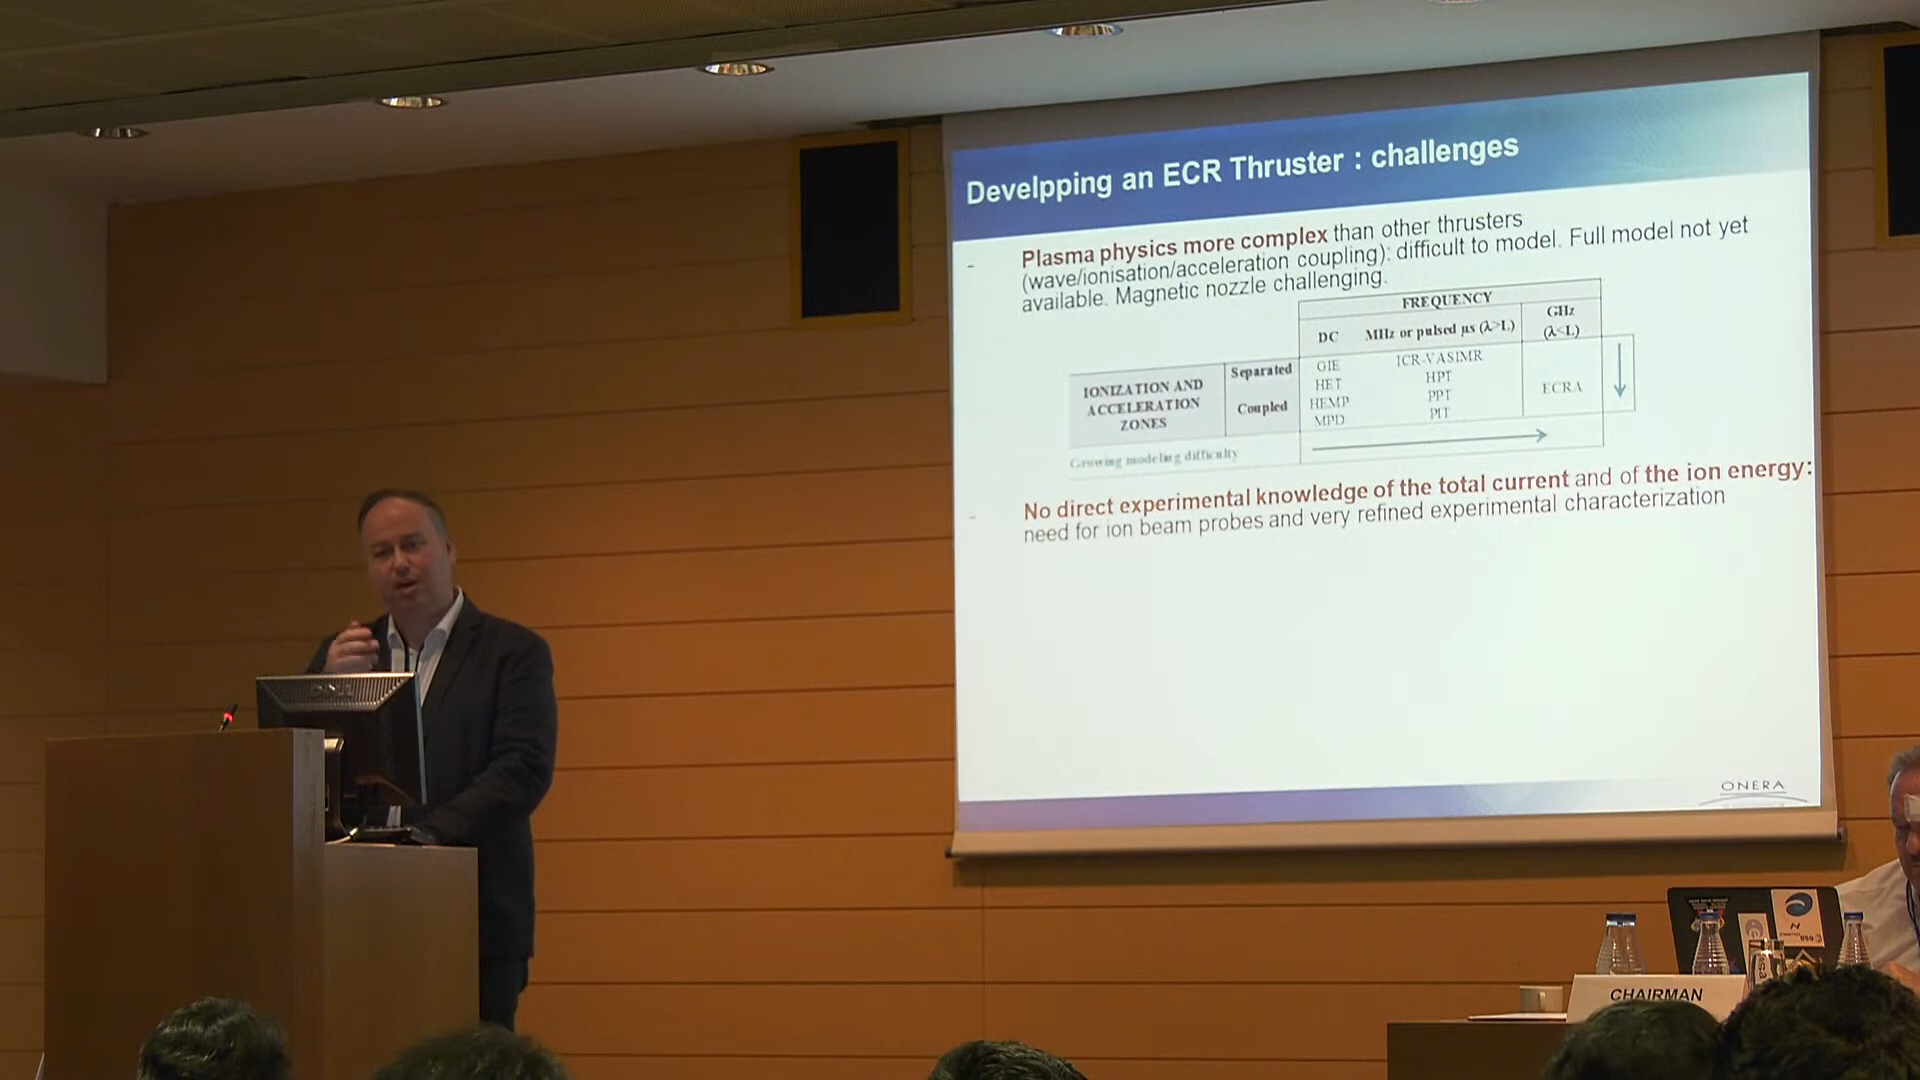 Develpping an ECR Thruster : challenges
- Plasma physics more complex than other thrusters
(wave/ionisation/acceleration coupling): difficult to model. Full model not yet
available. Magnetic nozzle challenging.
FREQUENCY
DC MHz or pulsed µs (λ>L) GHz
(λ<L)
IONIZATION AND
ACCELERATION
ZONES
Separated
Coupled
GIE
HET
HEMP
MPD
ICR-VASIMR
HPT
PPT
PIT
ECRA
Growing modeling difficulty
- No direct experimental knowledge of the total current and of the ion energy:
need for ion beam probes and very refined experimental characterization
ONERA
DELL
esa
CHAIRMAN